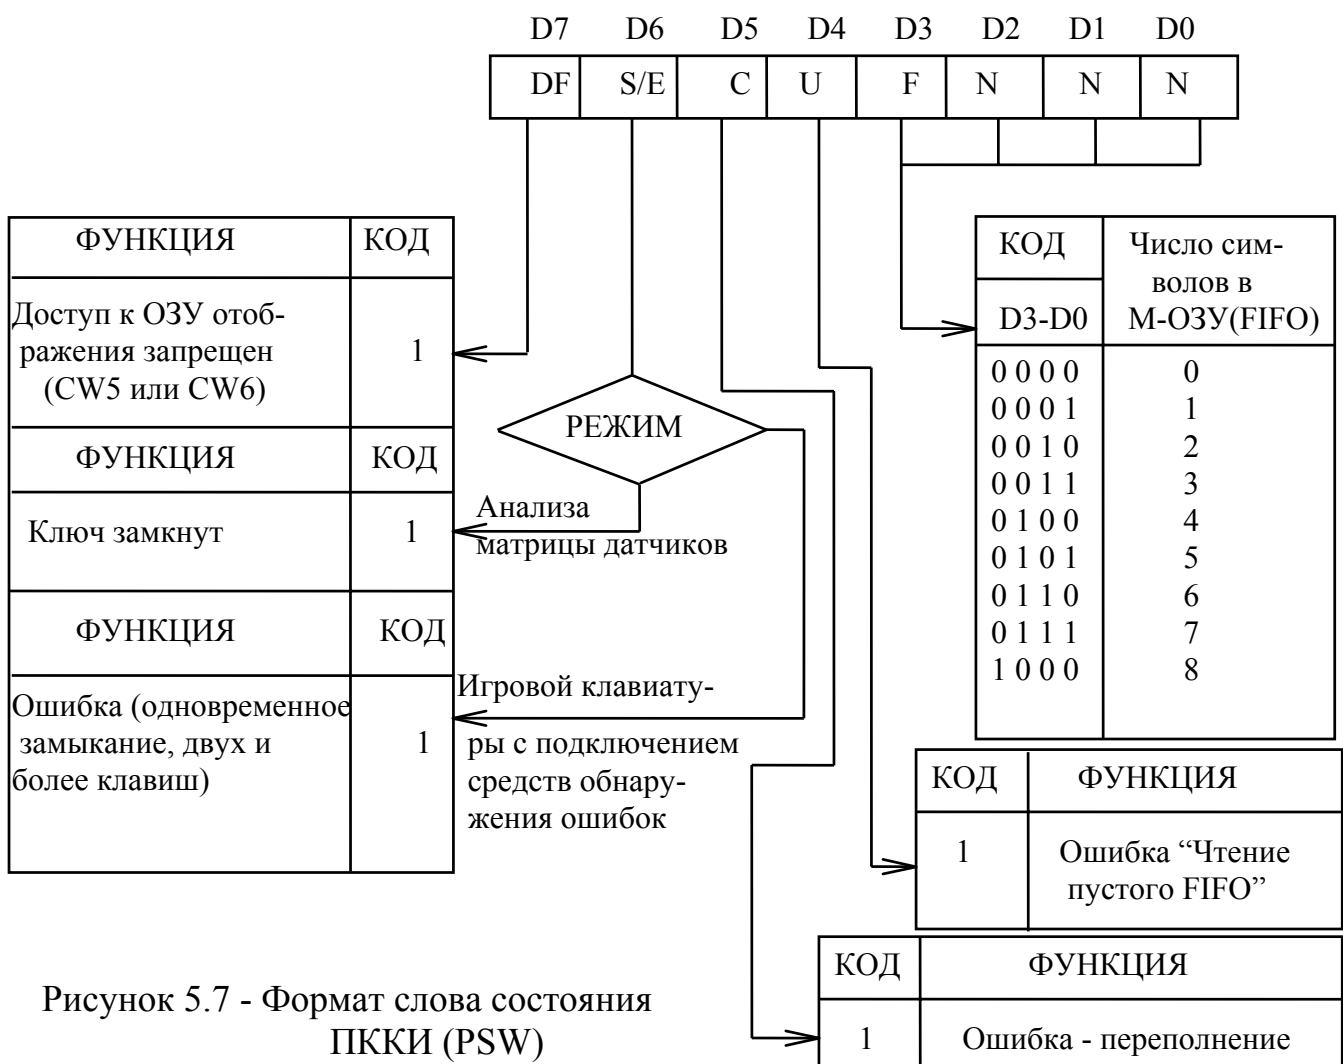 D7 D6 D5 D4 D3 D2 D1 D0
DF S/E C U F N N N
ФУНКЦИЯ КОД
Доступ к ОЗУ отоб-
ражения запрещен
(CW5 или CW6)
1
ФУНКЦИЯ КОД
Ключ замкнут 1
ФУНКЦИЯ КОД
Ошибка (одновременное
замыкание, двух и
более клавиш)
1
РЕЖИМ
Анализа
матрицы датчиков
Игровой клавиату-
ры с подключением
средств обнару-
жения ошибок
КОД
D3-D0
Число сим-
волов в
М-ОЗУ(FIFO)
0 0 0 0 0
0 0 0 1 1
0 0 1 0 2
0 0 1 1 3
0 1 0 0 4
0 1 0 1 5
0 1 1 0 6
0 1 1 1 7
1 0 0 0 8
КОД ФУНКЦИЯ
1 Ошибка “Чтение
пустого FIFO”
КОД ФУНКЦИЯ
1 Ошибка - переполнение
Рисунок 5.7 - Формат слова состояния
ПККИ (PSW)